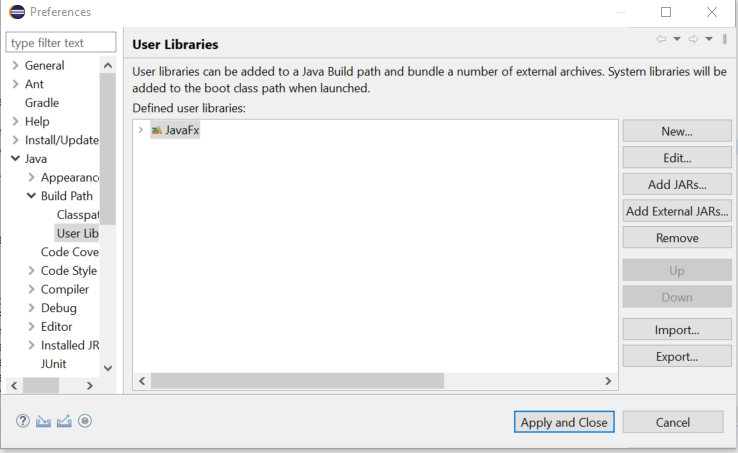 Preferences
type filter text
General
Ant
Gradle
Help
Install/Update
Java
Appearanc
Build Path
Classpat
User Lib
Code Cove
Code Style
Compiler
Debug
Editor
Installed JR
JUnit
User Libraries
User libraries can be added to a Java Build path and bundle a number of external archives. System libraries will be
added to the boot class path when launched.
Defined user libraries:
JavaFx
New...
Edit...
Add JARs...
Add External JARs...
Remove
Up
Down
Import...
Export...
Apply and Close
Cancel